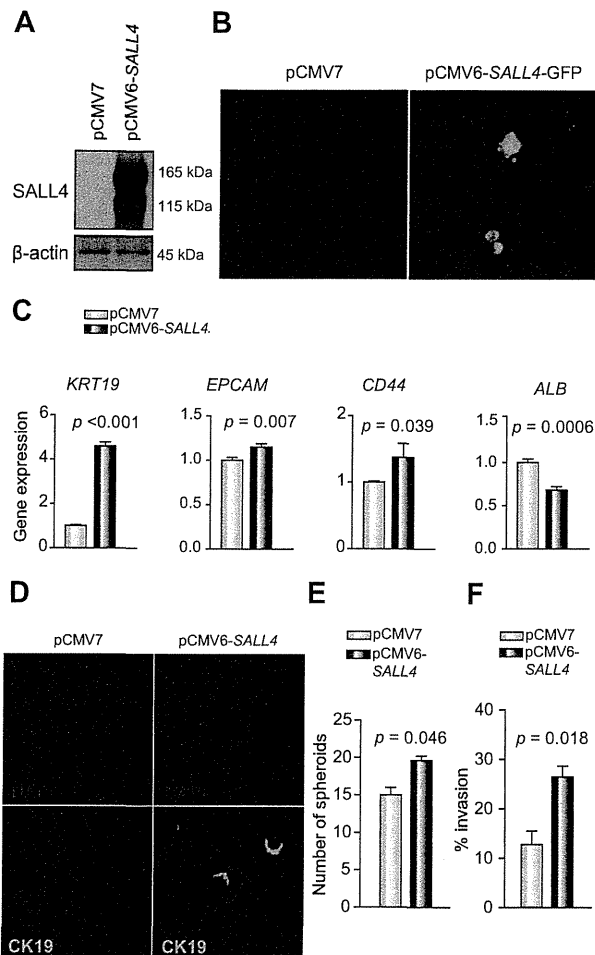 A
B
pCMV7
pCMV6-SALL4
pCMV7
pCMV6-SALL4-GFP
SALL4
165 kDa
115 kDa
β-actin
45 kDa
C
pCMV7
pCMV6-SALL4.
KRT19
EPCAM
CD44
ALB
Gene expression
p <0.001
p = 0.007
p = 0.039
p = 0.0006
6
4
2
0
1.5
1.0
0.5
0.0
2
1
0
1.5
1.0
0.5
0.0
D
pCMV7
pCMV6-SALL4
CK19
CK19
E
pCMV7
pCMV6-
SALL4
Number of spheroids
p = 0.046
25
20
15
10
5
0
F
pCMV7
pCMV6-
SALL4
% invasion
p = 0.018
40
30
20
10
0